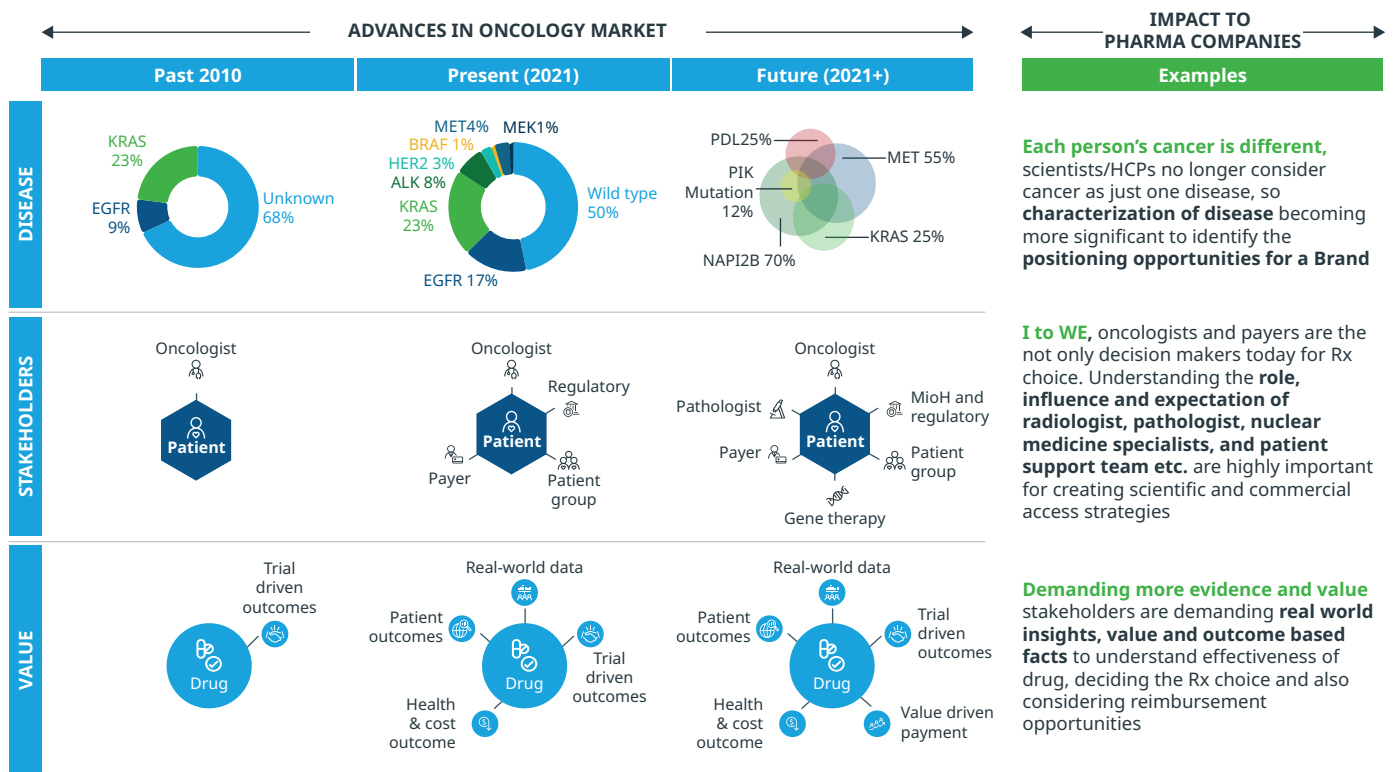 ADVANCES IN ONCOLOGY MARKET
IMPACT TO
PHARMA COMPANIES
Past 2010
Present (2021)
Future (2021+)
Examples
DISEASE
KRAS
23%
EGFR
9%
Unknown
68%
MET4%
MEK1%
BRAF 1%
HER2 3%
ALK 8%
KRAS
23%
EGFR 17%
Wild type
50%
PDL25%
MET 55%
PIK
Mutation
12%
KRAS 25%
NAPI2B 70%
Each person’s cancer is different,
scientists/HCPs no longer consider
cancer as just one disease, so
characterization of disease becoming
more significant to identify the
positioning opportunities for a Brand
STAKEHOLDERS
Oncologist
Patient
Oncologist
Regulatory
Patient
Payer
Patient
group
Oncologist
Pathologist
MioH and
regulatory
Patient
Payer
Patient
group
Gene therapy
I to WE, oncologists and payers are the
not only decision makers today for Rx
choice. Understanding the role,
influence and expectation of
radiologist, pathologist, nuclear
medicine specialists, and patient
support team etc. are highly important
for creating scientific and commercial
access strategies
VALUE
Trial
driven
outcomes
Drug
Real-world data
Patient
outcomes
Trial
driven
outcomes
Drug
Health
& cost
outcome
Real-world data
Patient
outcomes
Trial
driven
outcomes
Drug
Health
& cost
outcome
Value driven
payment
Demanding more evidence and value
stakeholders are demanding real world
insights, value and outcome based
facts to understand effectiveness of
drug, deciding the Rx choice and also
considering reimbursement
opportunities